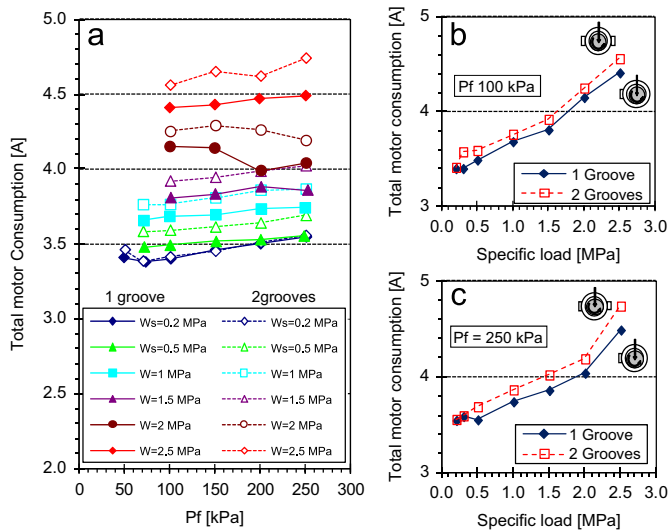 a
Total motor Consumption [A]
5.0
4.5
4.0
3.5
3.0
2.5
2.0
1 groove 2grooves
Ws=0.2 MPa Ws=0.2 MPa
Ws=0.5 MPa Ws=0.5 MPa
W=1 MPa W=1 MPa
W=1.5 MPa W=1.5 MPa
W=2 MPa W=2 MPa
W=2.5 MPa W=2.5 MPa
0 50 100 150 200 250 300
Pf [kPa]
b
Total motor consumption [A]
5
4
3
Pf 100 kPa
1 Groove
2 Grooves
0.0 0.5 1.0 1.5 2.0 2.5 3.0
Specific load [MPa]
c
Total motor consumption [A]
5
4
3
Pf = 250 kPa
1 Groove
2 Grooves
0.0 0.5 1.0 1.5 2.0 2.5 3.0
Specific load [MPa]